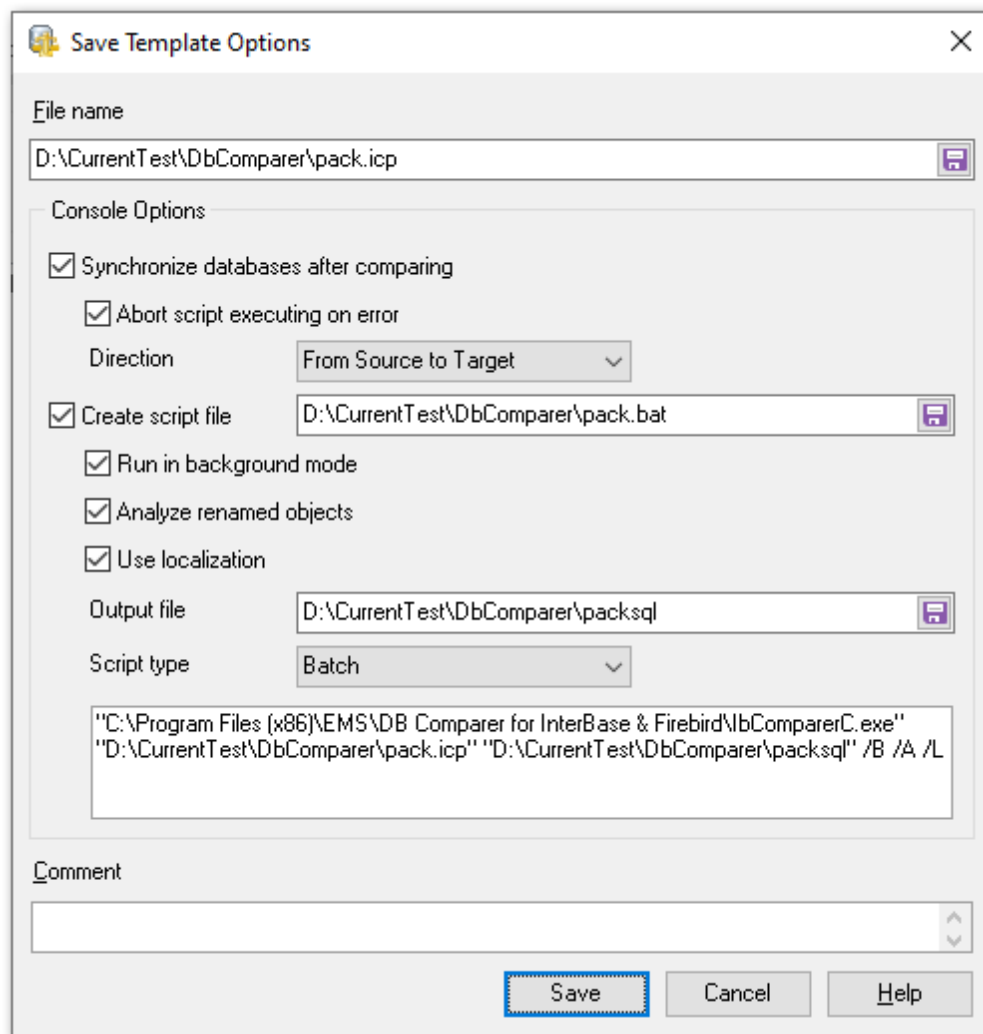 Save Template Options
File name
D:\CurrentTest\DbComparer\pack.icp
Console Options
Synchronize databases after comparing
Abort script executing on error
Direction
From Source to Target
Create script file
D:\CurrentTest\DbComparer\pack.bat
Run in background mode
Analyze renamed objects
Use localization
Output file
D:\CurrentTest\DbComparer\packsql
Script type
Batch
"C:\Program Files (x86)\EMS\DB Comparer for InterBase & Firebird\IbComparerC.exe"
"D:\CurrentTest\DbComparer\pack.icp" "D:\CurrentTest\DbComparer\packsql" /B /A /L
Comment
Save
Cancel
Help